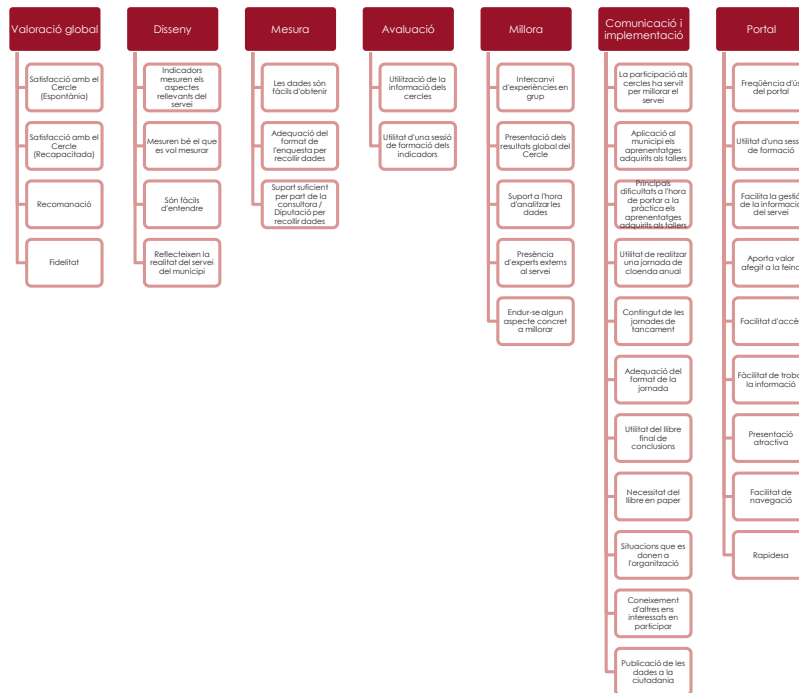 Valoració global
Satisfacció amb el
Cercle
(Espontània)
Satisfacció amb el
Cercle
(Recapacitada)
Recomanació
Fidelitat
Disseny
Indicadors
mesuren els
aspectes
rellevants del
servei
Mesuren bé el que
es vol mesurar
Són fàcils
d'entendre
Reflecteixen la
realitat del servei
del municipi
Mesura
Les dades són
fàcils d'obtenir
Adequació del
format de
l'enquesta per
recollir dades
Suport suficient
per part de la
consultora /
Diputació per
recollir dades
Avaluació
Utilització de la
informació dels
cercles
Utilitat d'una sessió
de formació dels
indicadors
Millora
Intercanvi
d'experiències en
grup
Presentació dels
resultats global del
Cercle
Suport a l'hora
d'analitzar les
dades
Presència
d'experts externs
al servei
Endur-se algun
aspecte concret
a millorar
Comunicació i
implementació
La participació als
cercles ha servit
per millorar el
servei
Aplicació al
municipi els
aprenentatges
adquirits als tallers
Principals
dificultats a l'hora
de portar a la
pràctica els
aprenentatges
adquirits als tallers
Utilitat de realitzar
una jornada de
cloenda anual
Contingut de les
jornades de
tancament
Adequació del
format de la
jornada
Utilitat del llibre
final de
conclusions
Necessitat del
llibre en paper
Situacions que es
donen a
l'organització
Coneixement
d'altres ens
interessats en
participar
Publicació de les
dades a la
ciutadania
Portal
Freqüència d'ús
del portal
Utilitat d'una sessi
de formació
Facilita la gestió
de la informació
del servei
Aporta valor
afegit a la feina
Facilitat d'accé
Fàcilitat de troba
la informació
Presentació
atractiva
Facilitat de
navegació
Rapidesa